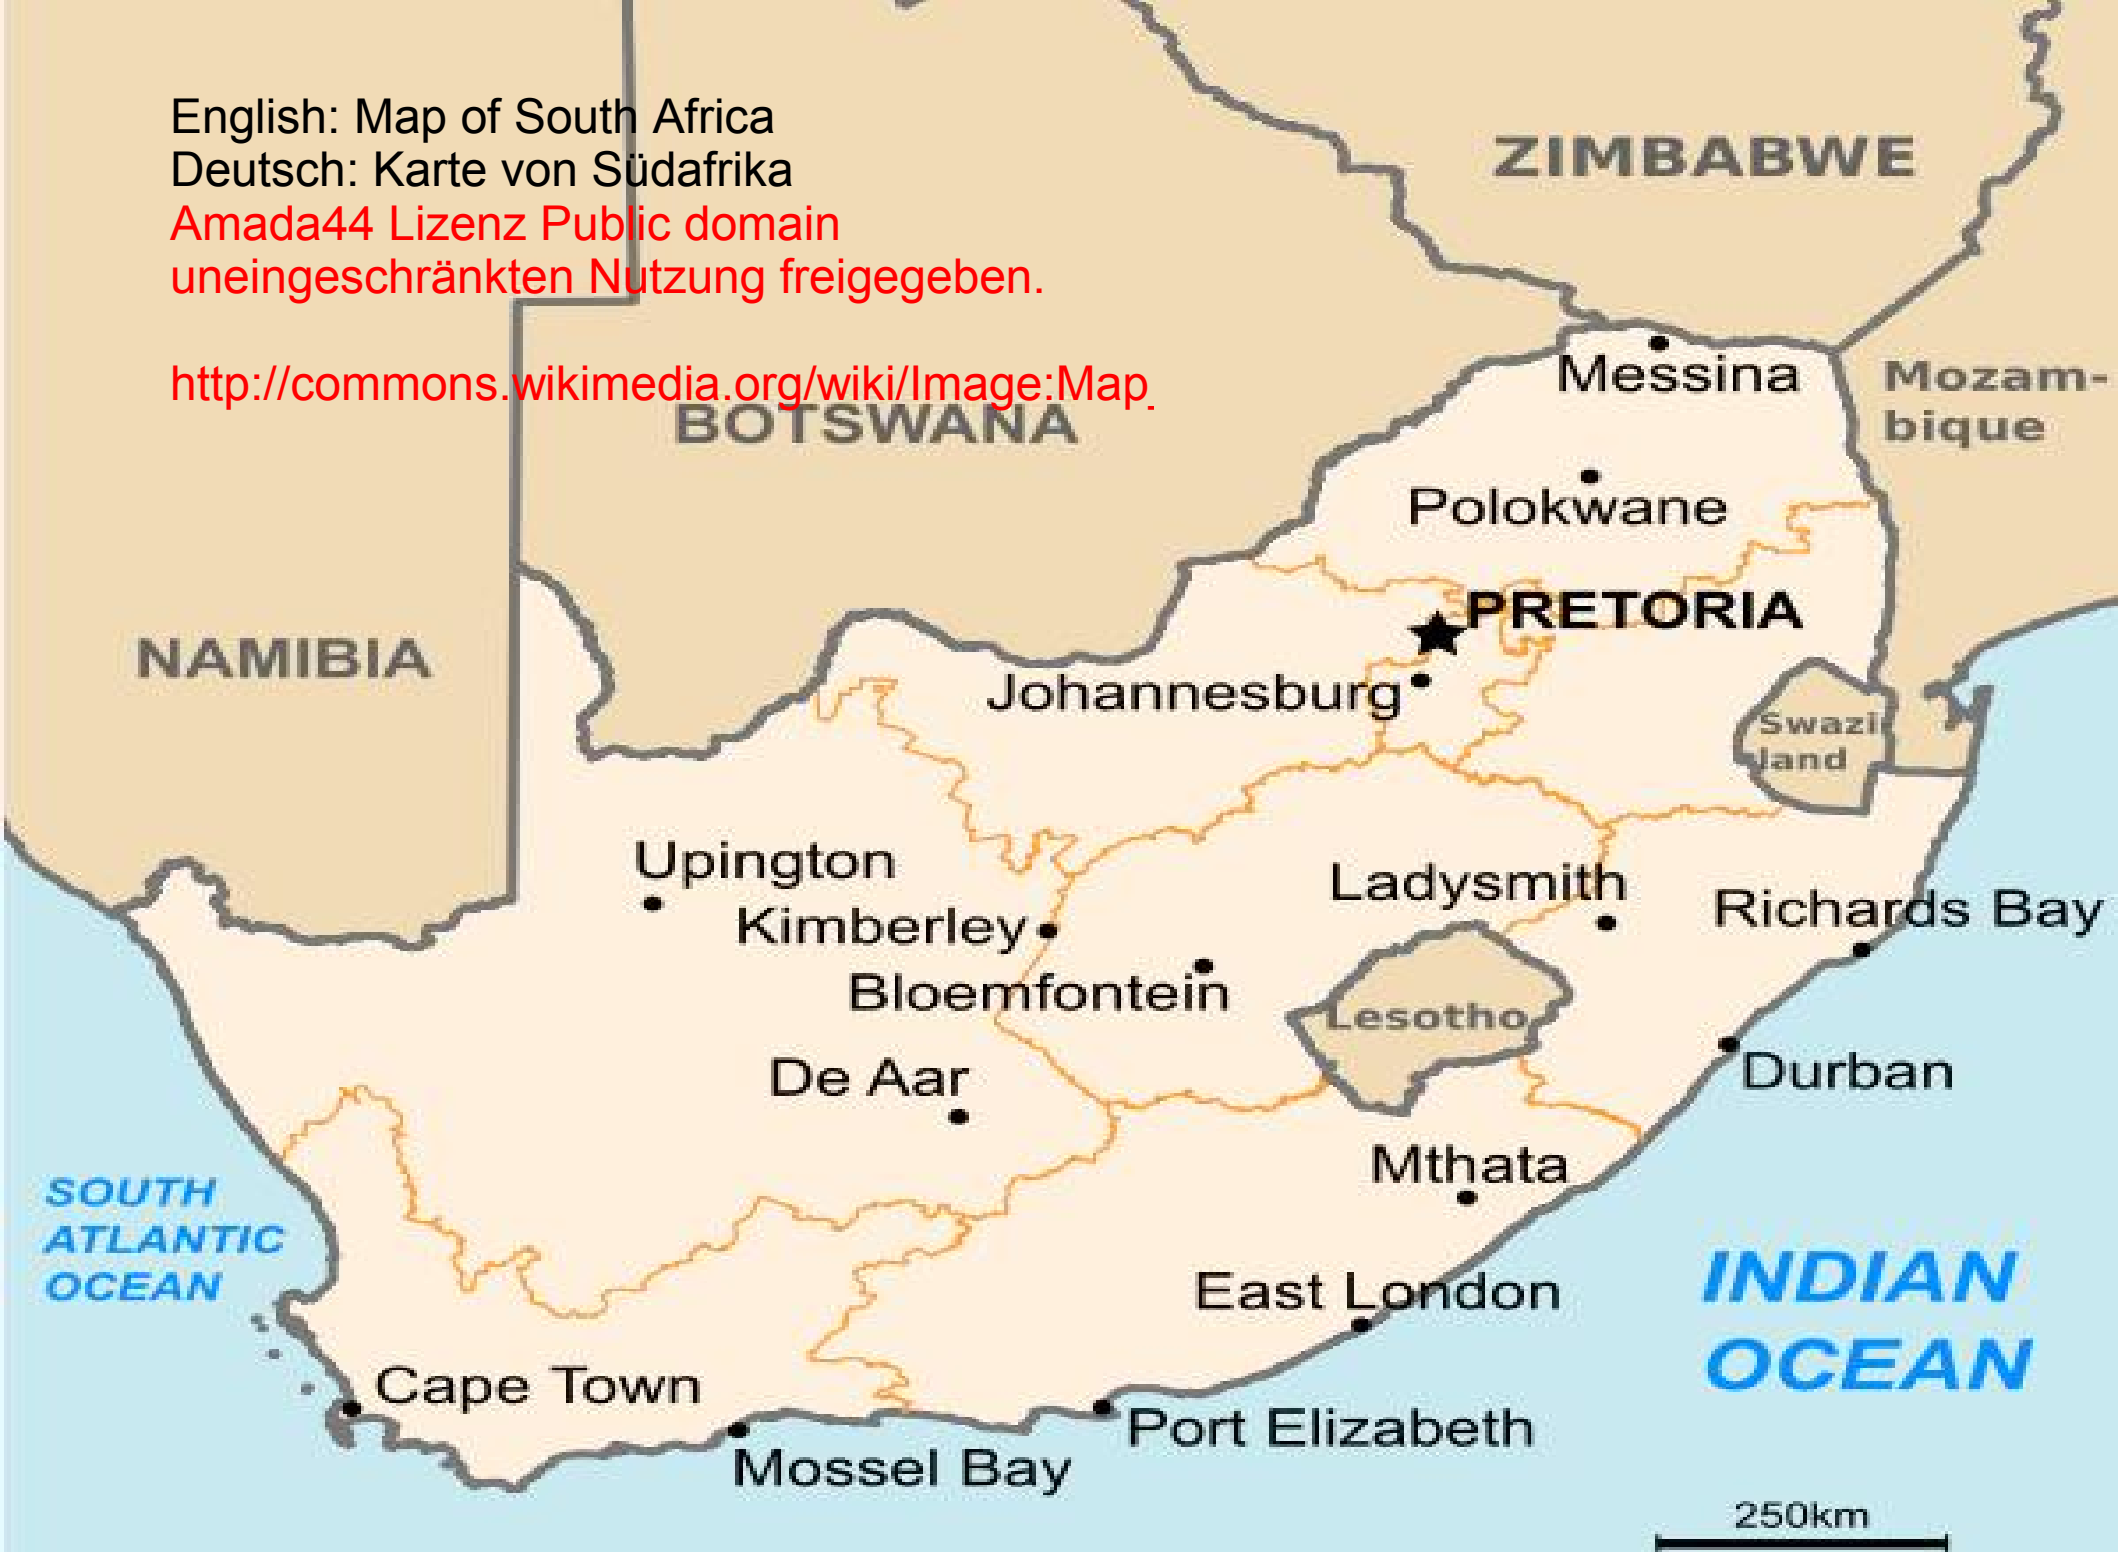 English: Map of South Africa
Deutsch: Karte von Südafrika
Amada44 Lizenz Public domain
uneingeschränkten Nutzung freigegeben.
http://commons.wikimedia.org/wiki/Image:Map
ZIMBABWE
Messina
Mozam-
bique
BOTSWANA
Polokwane
PRETORIA
NAMIBIA
Johannesburg
Swazi
land
Upington
Ladysmith
Kimberley
Richards Bay
Bloemfontein
Lesotho
De Aar
Durban
Mthata
SOUTH
ATLANTIC
OCEAN
East London
INDIAN
OCEAN
Cape Town
Port Elizabeth
Mossel Bay
250km